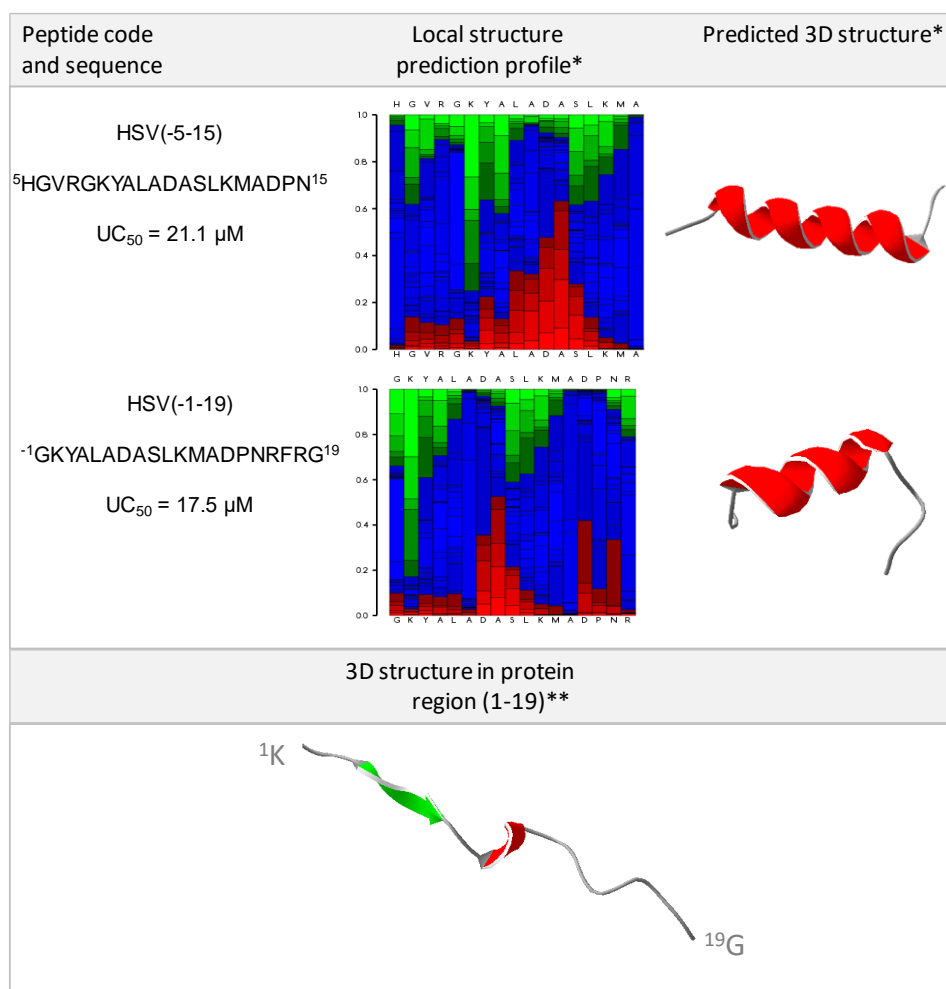 Peptide code
and sequence
Local structure
prediction profile*
Predicted 3D structure*
HSV(-5-15)
⁵HGVRGKYALADASLKMADPN¹⁵
UC₅₀ = 21.1 µM
H G V R G K Y A L A D A S L K M A
1.0
0.8
0.6
0.4
0.2
0.0
H G V R G K Y A L A D A S L K M A
HSV(-1-19)
⁻¹GKYALADASLKMADPNRFRG¹⁹
UC₅₀ = 17.5 µM
G K Y A L A D A S L K M A D P N R
1.0
0.8
0.6
0.4
0.2
0.0
G K Y A L A D A S L K M A D P N R
3D structure in protein
region (1-19)**
¹K
¹⁹G